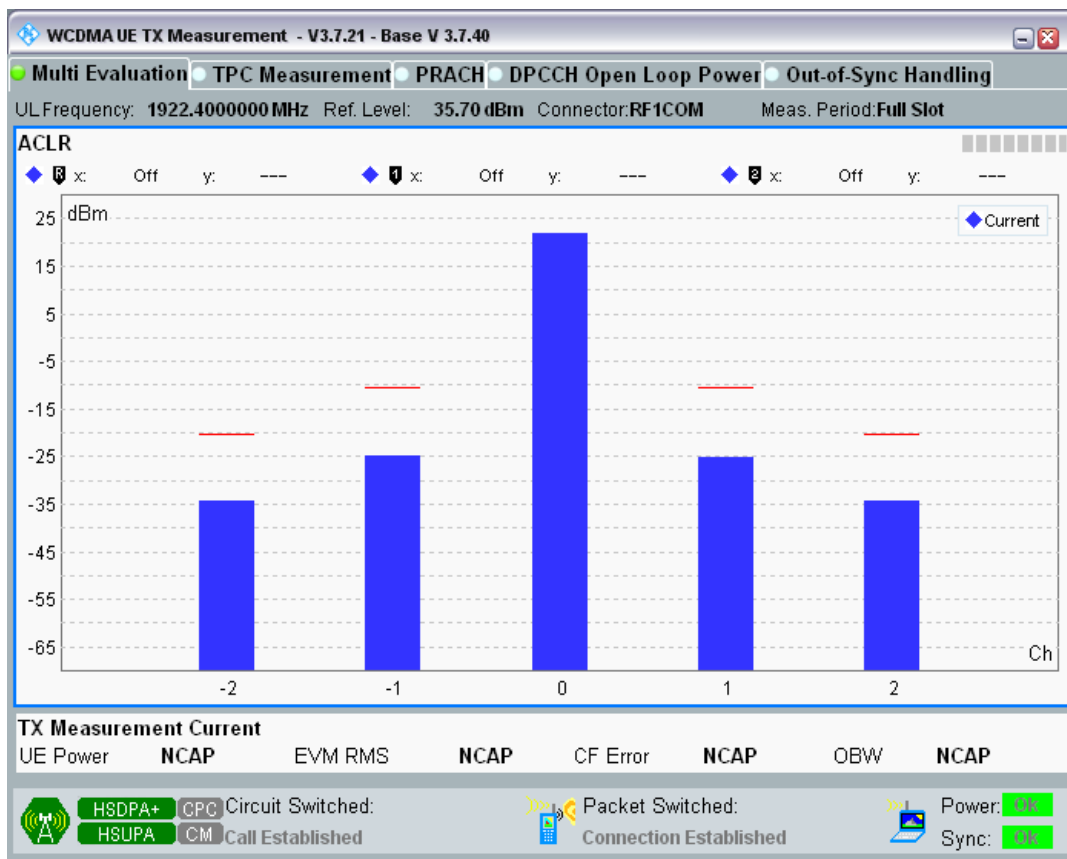 WCDMA UE TX Measurement - V3.7.21 - Base V 3.7.40
Multi Evaluation TPC Measurement PRACH DPCCH Open Loop Power Out-of-Sync Handling
UL Frequency: 1922.4000000 MHz Ref. Level: 35.70 dBm Connector:RF1COM Meas. Period:Full Slot
ACLR
R x: Off y: --- 1 x: Off y: --- 2 x: Off y: ---
dBm
Current
25
15
5
-5
-15
-25
-35
-45
-55
-65
Ch
-2 -1 0 1 2
TX Measurement Current
UE Power NCAP EVM RMS NCAP CF Error NCAP OBW NCAP
HSDPA+ CPC Circuit Switched: Packet Switched: Power: OK
HSUPA CM Call Established Connection Established Sync: OK